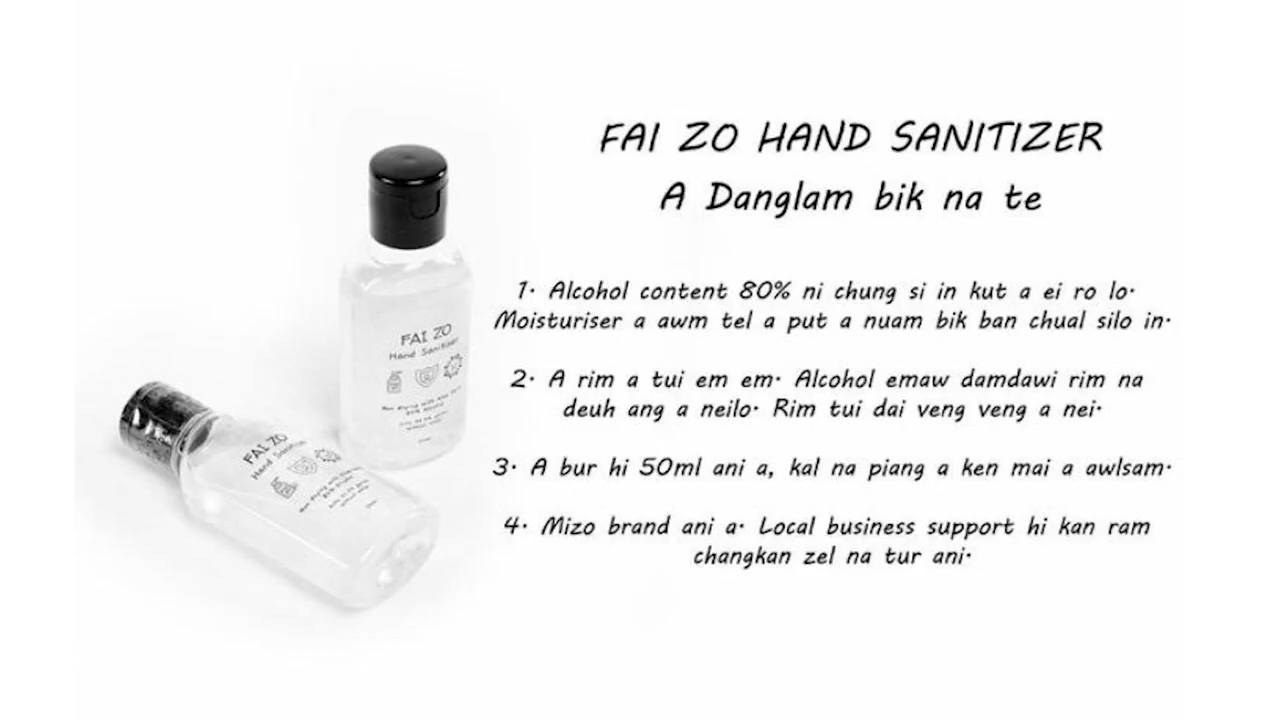 FAI ZO HAND SANITIZER
A Danglam bik na te
1. Alcohol content 80% ni chung si in kut a ei ro lo.
Moisturiser a awm tel a put a nuam bik ban chual silo in.
2. A rim a tui em em. Alcohol emaw damdawi rim na
deuh ang a neilo. Rim tui dai veng veng a nei.
3. A bur hi 50ml ani a, kal na piang a ken mai a awlsam.
4. Mizo brand ani a. Local business support hi kan ram
changkan zel na tur ani.
FAI ZO
Hand Sanitizer
FAI ZO
Hand Sanitizer